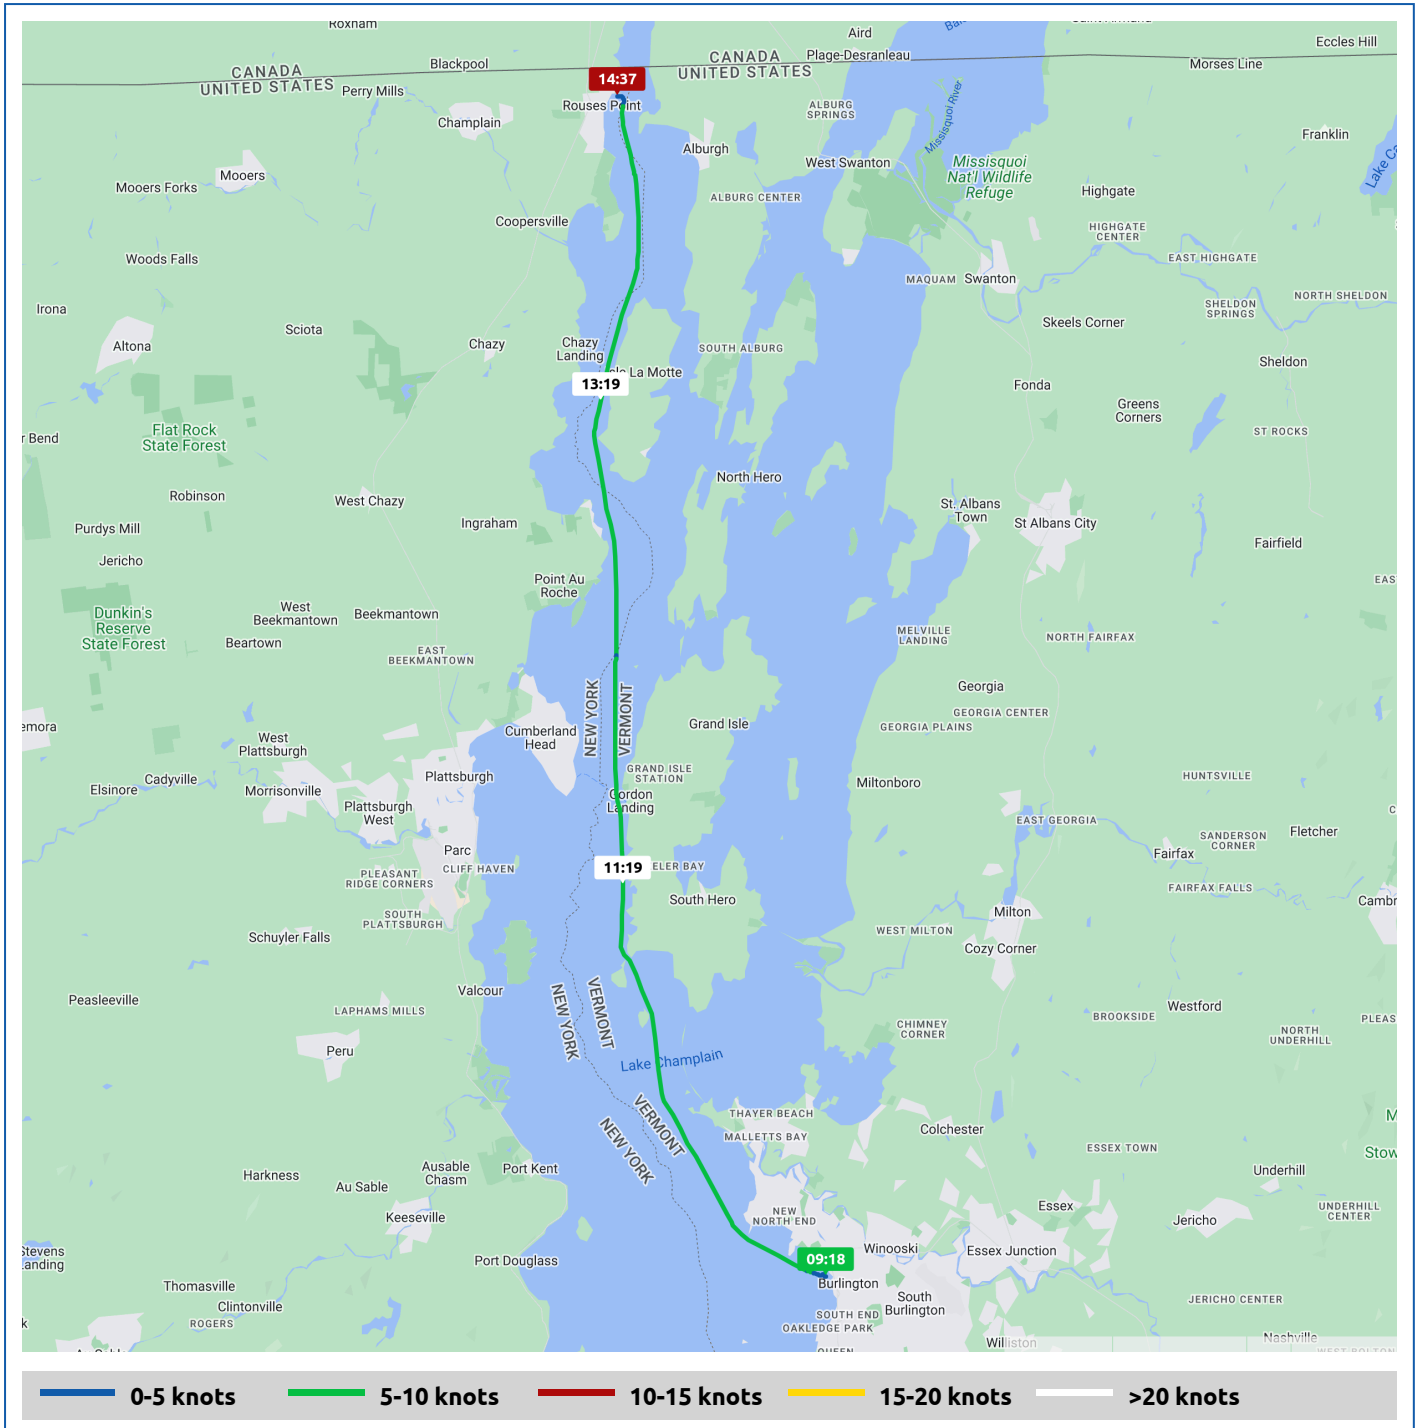 Roxham
Aird
Plage-Desranleau
Eccles Hill
Blackpool
CANADA
UNITED STATES
CANADA
UNITED STATES
Morses Line
Perry Mills
14:37
Rouses Point
Champlain
ALBURG
SPRINGS
Missisquoi River
Franklin
Alburgh
West Swanton
Missisquoi
Nat'l Wildlife
Refuge
Mooers
Mooers Forks
ALBURG CENTER
Highgate
Coopersville
HIGHGATE
CENTER
Woods Falls
EAST HIGHGATE
MAQUAM
Swanton
Irona
NORTH SHELDON
SHELDON
SPRINGS
Sciota
Skeels Corner
Altona
Chazy
Chazy
Landing
SOUTH ALBURG
Sheldon
La Motte
13:19
Fonda
Greens
Corners
Flat Rock
State Forest
r Bend
ST ROCKS
North Hero
Robinson
West Chazy
St. Albans
Town
Purdys Mill
Ingraham
St Albans City
Fairfield
Jericho
Point Au
Roche
EAS
Dunkin's
Reserve
State Forest
West
Beekmantown
Beekmantown
MELVILLE
LANDING
NORTH FAIRFAX
Beartown
EAST
BEEKMANTOWN
Georgia
NEW YORK
VERMONT
GEORGIA CENTER
GEORGIA PLAINS
emora
Cumberland
Head
Grand Isle
West
Plattsburgh
Cadyville
Plattsburgh
GRAND ISLE
STATION
Miltonboro
HUNTSVILLE
Elsinore
Morrisonville
Gordon
Landing
Plattsburgh
West
EAST GEORGIA
SANDERSON
CORNER
Fletcher
Parc
Fairfax
CLIFF HAVEN
PLEASANT
RIDGE CORNERS
11:19
ELER BAY
FAIRFAX FALLS
South Hero
Cambr
SOUTH
PLATTSBURGH
Milton
WEST MILTON
Schuyler Falls
Cozy Corner
Valcour
Peasleeville
LAPHAMS MILLS
NEW YORK
VERMONT
Westford
BROOKSIDE
PLEAS
CHIMNEY
CORNER
NORTH
UNDERHILL
Peru
Lake Champlain
VERMONT
NEW YORK
THAYER BEACH
MALLETTS BAY
Colchester
ESSEX TOWN
Stow
Harkness
Ausable
Chasm
Port Kent
Underhill
Au Sable
Essex
Keeseville
NEW
NORTH END
Jericho
UNDERHILL
CENTER
Winooski
Essex Junction
Port Douglass
09:18
Burlington
Stevens
Landing
Thomasville
South
Burlington
Clintonville
JERICHO CENTER
ROGERS
SOUTH END
OAKLEDGE PARK
Williston
Nashville
0-5 knots
5-10 knots
10-15 knots
15-20 knots
>20 knots